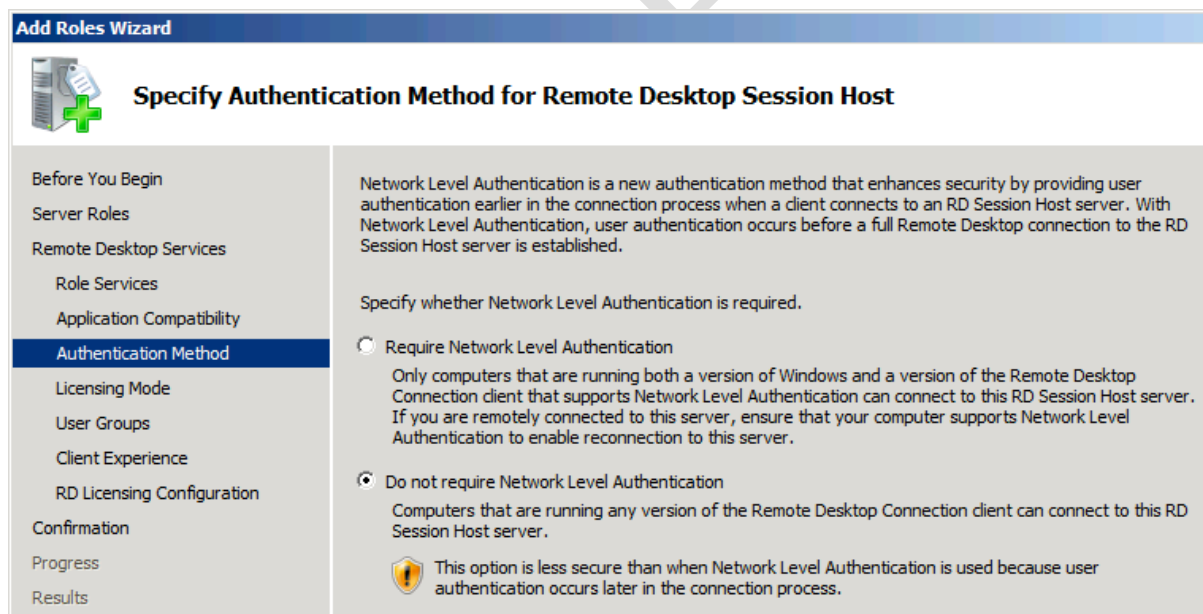 Add Roles Wizard
Specify Authentication Method for Remote Desktop Session Host
Before You Begin
Server Roles
Remote Desktop Services
Role Services
Application Compatibility
Authentication Method
Licensing Mode
User Groups
Client Experience
RD Licensing Configuration
Confirmation
Progress
Results
Network Level Authentication is a new authentication method that enhances security by providing user
authentication earlier in the connection process when a client connects to an RD Session Host server. With
Network Level Authentication, user authentication occurs before a full Remote Desktop connection to the RD
Session Host server is established.
Specify whether Network Level Authentication is required.
Require Network Level Authentication
Only computers that are running both a version of Windows and a version of the Remote Desktop
Connection client that supports Network Level Authentication can connect to this RD Session Host server.
If you are remotely connected to this server, ensure that your computer supports Network Level
Authentication to enable reconnection to this server.
Do not require Network Level Authentication
Computers that are running any version of the Remote Desktop Connection client can connect to this RD
Session Host server.
This option is less secure than when Network Level Authentication is used because user
authentication occurs later in the connection process.